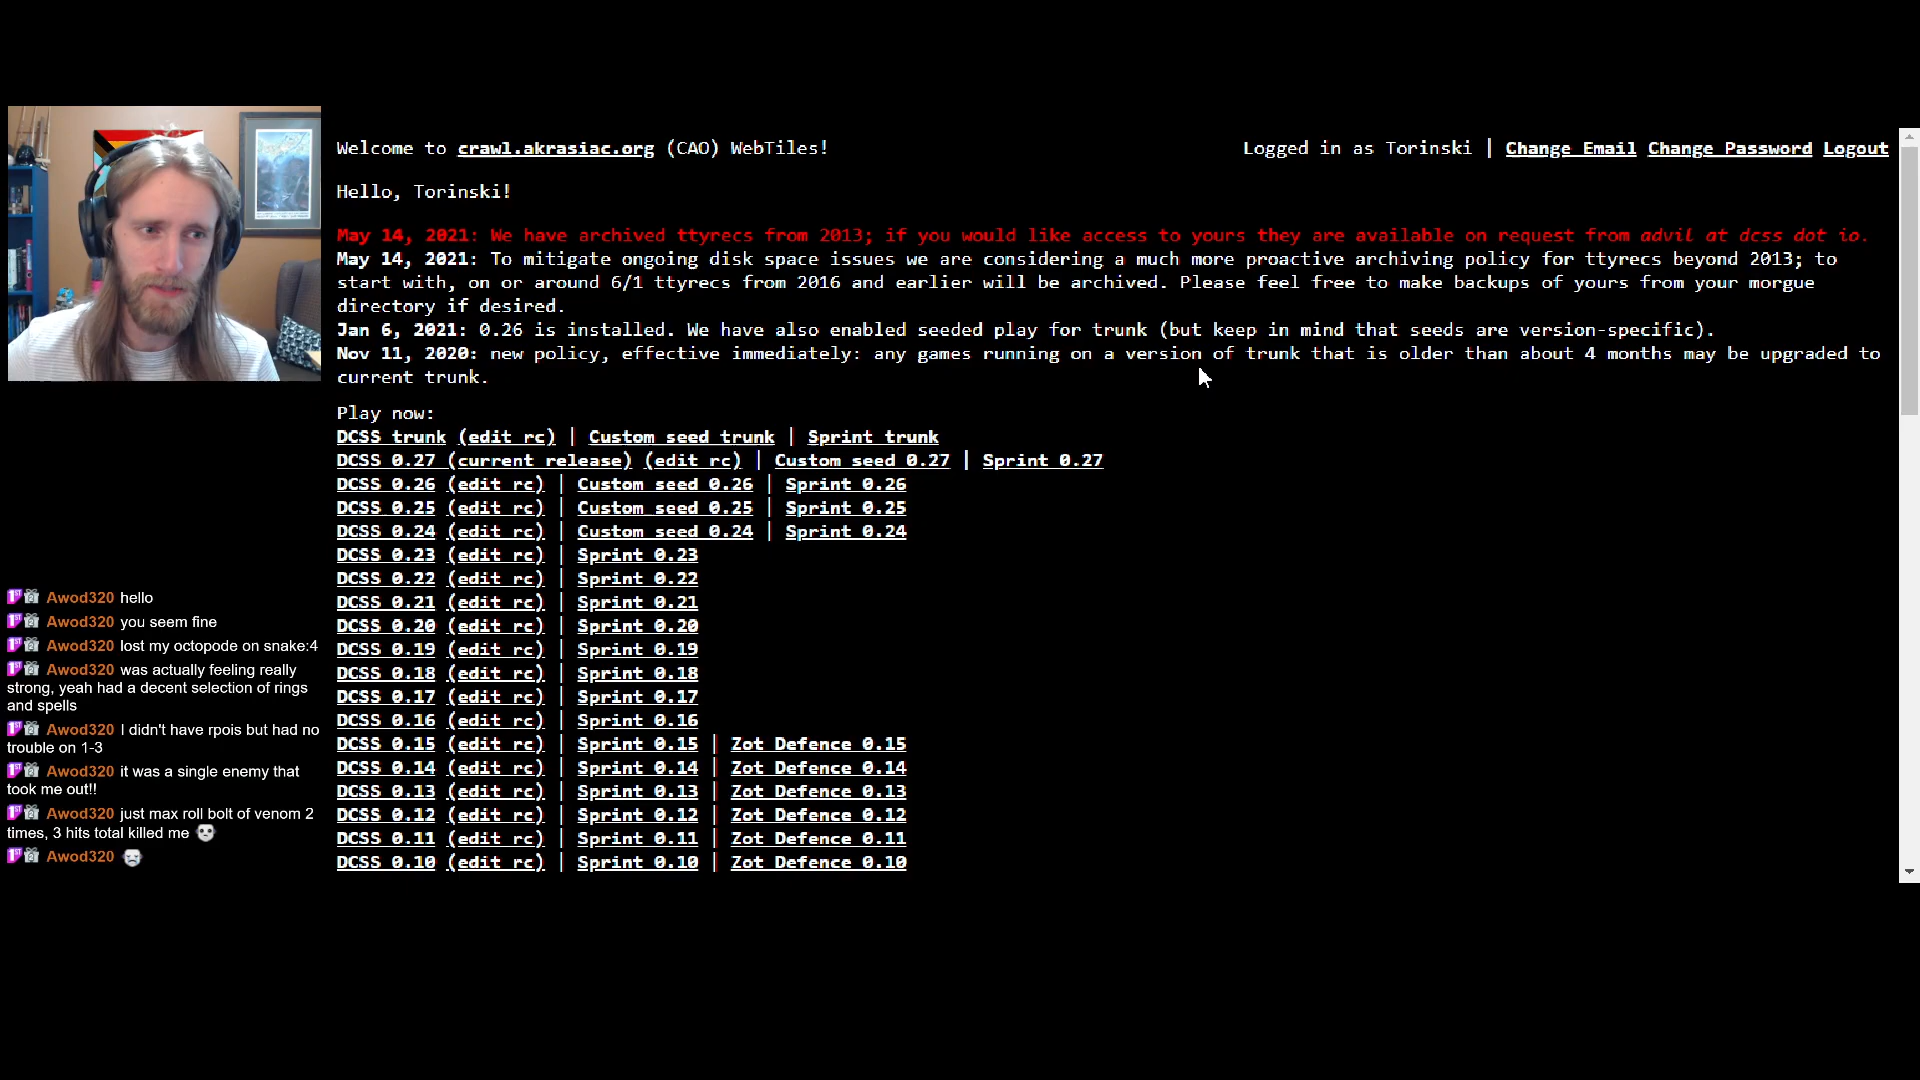 Welcome to crawl.akrasiac.org (CAO) WebTiles!
Logged in as Torinski | Change Email Change Password Logout
Hello, Torinski!
May 14, 2021: We have archived ttyrecs from 2013; if you would like access to yours they are available on request from advil at dcss dot io.
May 14, 2021: To mitigate ongoing disk space issues we are considering a much more proactive archiving policy for ttyrecs beyond 2013; to
start with, on or around 6/1 ttyrecs from 2016 and earlier will be archived. Please feel free to make backups of yours from your morgue
directory if desired.
Jan 6, 2021: 0.26 is installed. We have also enabled seeded play for trunk (but keep in mind that seeds are version-specific).
Nov 11, 2020: new policy, effective immediately: any games running on a version of trunk that is older than about 4 months may be upgraded to
current trunk.
Play now:
DCSS trunk (edit rc) | Custom seed trunk | Sprint trunk
DCSS 0.27 (current release) (edit rc) | Custom seed 0.27 | Sprint 0.27
DCSS 0.26 (edit rc) | Custom seed 0.26 | Sprint 0.26
DCSS 0.25 (edit rc) | Custom seed 0.25 | Sprint 0.25
DCSS 0.24 (edit rc) | Custom seed 0.24 | Sprint 0.24
DCSS 0.23 (edit rc) | Sprint 0.23
DCSS 0.22 (edit rc) | Sprint 0.22
DCSS 0.21 (edit rc) | Sprint 0.21
DCSS 0.20 (edit rc) | Sprint 0.20
DCSS 0.19 (edit rc) | Sprint 0.19
DCSS 0.18 (edit rc) | Sprint 0.18
DCSS 0.17 (edit rc) | Sprint 0.17
DCSS 0.16 (edit rc) | Sprint 0.16
DCSS 0.15 (edit rc) | Sprint 0.15 | Zot Defence 0.15
DCSS 0.14 (edit rc) | Sprint 0.14 | Zot Defence 0.14
DCSS 0.13 (edit rc) | Sprint 0.13 | Zot Defence 0.13
DCSS 0.12 (edit rc) | Sprint 0.12 | Zot Defence 0.12
DCSS 0.11 (edit rc) | Sprint 0.11 | Zot Defence 0.11
DCSS 0.10 (edit rc) | Sprint 0.10 | Zot Defence 0.10
Awod320 hello
Awod320 you seem fine
Awod320 lost my octopode on snake:4
Awod320 was actually feeling really
strong, yeah had a decent selection of rings
and spells
Awod320 I didn't have rpois but had no
trouble on 1-3
Awod320 it was a single enemy that
took me out!!
Awod320 just max roll bolt of venom 2
times, 3 hits total killed me
Awod320